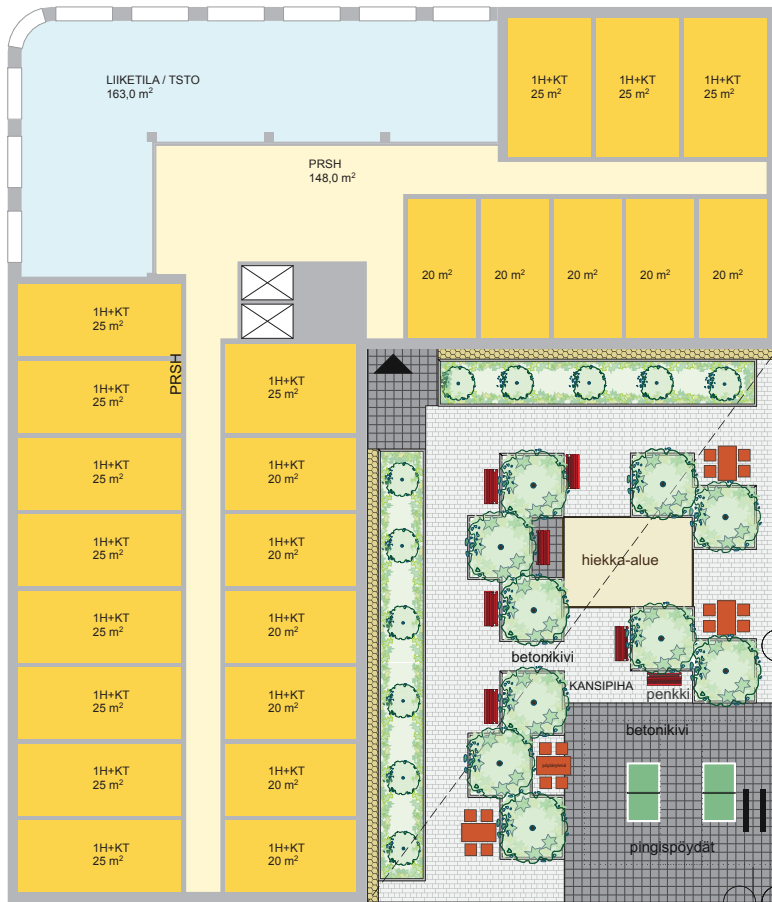 LIIKETILA / TSTO
163,0 m²
1H+KT
25 m²
1H+KT
25 m²
1H+KT
25 m²
PRSH
148,0 m²
20 m²
20 m²
20 m²
20 m²
20 m²
1H+KT
25 m²
1H+KT
25 m²
1H+KT
25 m²
1H+KT
25 m²
1H+KT
25 m²
1H+KT
25 m²
1H+KT
25 m²
1H+KT
25 m²
PRSH
1H+KT
25 m²
1H+KT
20 m²
1H+KT
20 m²
1H+KT
20 m²
1H+KT
20 m²
1H+KT
20 m²
1H+KT
20 m²
hiekka-alue
betonikivi
KANSIPIHA
penkki
betonikivi
pingispöydät